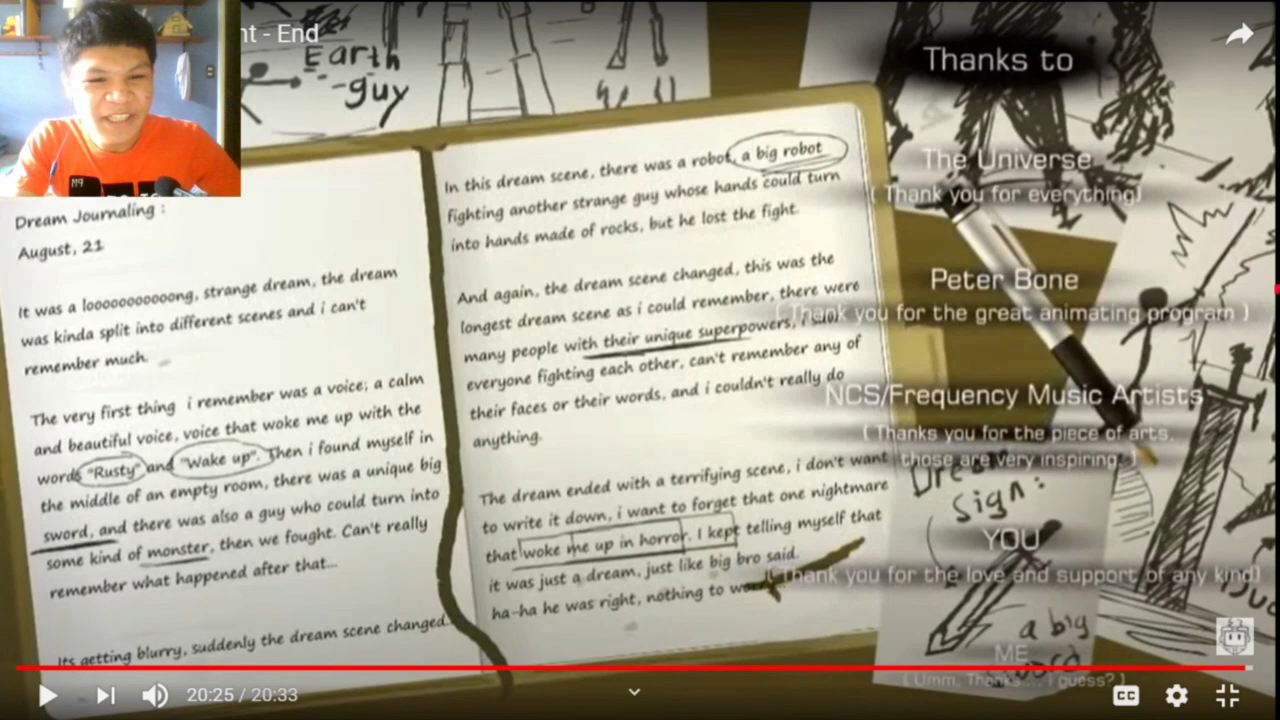 nt - End
Earth
guy
Dream Journaling :
August, 21
It was a looooooooooong, strange dream, the dream
was kinda split into different scenes and i can't
remember much.
The very first thing i remember was a voice; a calm
and beautiful voice, voice that woke me up with the
words "Rusty" and "Wake up". Then i found myself in
the middle of an empty room, there was a unique big
sword, and there was also a guy who could turn into
some kind of monster, then we fought. Can't really
remember what happened after that...
Its getting blurry, suddenly the dream scene changed...
In this dream scene, there was a robot, a big robot
fighting another strange guy whose hands could turn
into hands made of rocks, but he lost the fight.
And again, the dream scene changed, this was the
longest dream scene as i could remember, there were
many people with their unique superpowers, i saw
everyone fighting each other, can't remember any of
their faces or their words, and i couldn't really do
anything.
The dream ended with a terrifying scene, i don't want
to write it down, i want to forget that one nightmare
that woke me up in horror. I kept telling myself that
it was just a dream, just like big bro said.
ha-ha he was right, nothing to
Thanks to
The Universe
( Thank you for everything)
Peter Bone
( Thank you for the great animating program )
NCS/Frequency Music Artists
( Thanks you for the piece of arts.
those are very inspiring. )
Dream
Sign:
YOU
( Thank you for the love and support of any kind)
a big
sword
ME
( Umm, Thanks.... I guess? )
20:25 / 20:33
CC